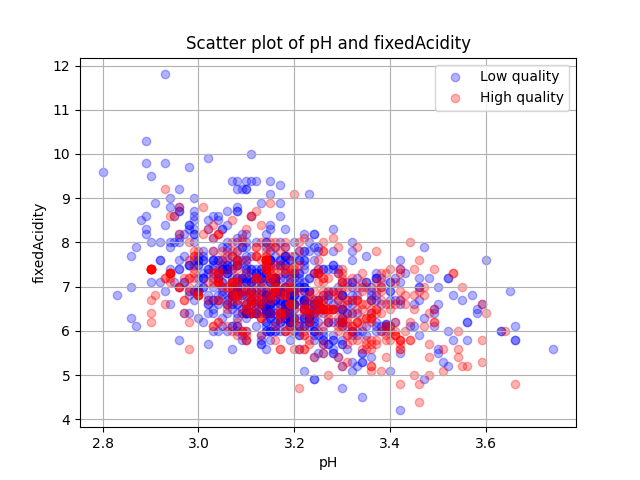 Scatter plot of pH and fixedAcidity
Low quality
High quality
12
11
10
9
8
7
6
5
4
fixedAcidity
2.8 3.0 3.2 3.4 3.6
pH